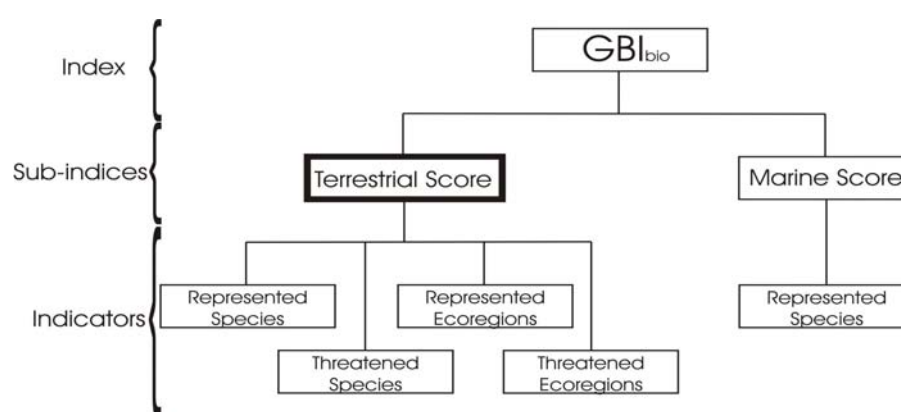 GBIbio
Index
Sub-indices
Terrestrial Score
Marine Score
Represented
Species
Represented
Ecoregions
Represented
Species
Indicators
Threatened
Species
Threatened
Ecoregions